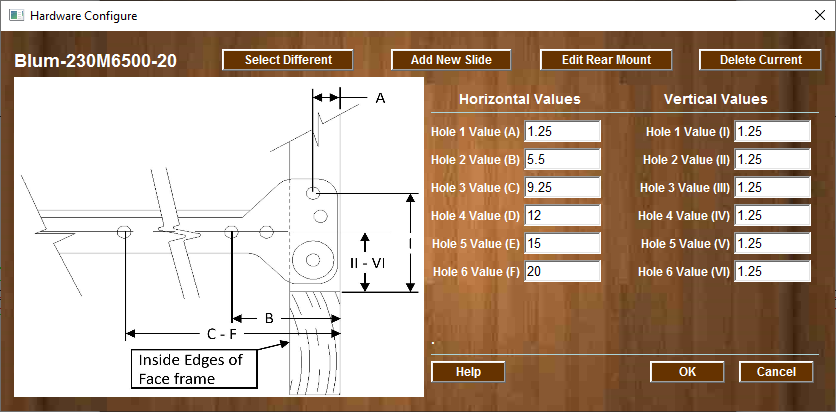 Hardware Configure
Blum-230M6500-20
Select Different
Add New Slide
Edit Rear Mount
Delete Current
A
I
II - VI
B
C - F
Inside Edges of
Face frame
Horizontal Values
Vertical Values
Hole 1 Value (A) 1.25
Hole 1 Value (I) 1.25
Hole 2 Value (B) 5.5
Hole 2 Value (II) 1.25
Hole 3 Value (C) 9.25
Hole 3 Value (III) 1.25
Hole 4 Value (D) 12
Hole 4 Value (IV) 1.25
Hole 5 Value (E) 15
Hole 5 Value (V) 1.25
Hole 6 Value (F) 20
Hole 6 Value (VI) 1.25
.
Help
OK
Cancel